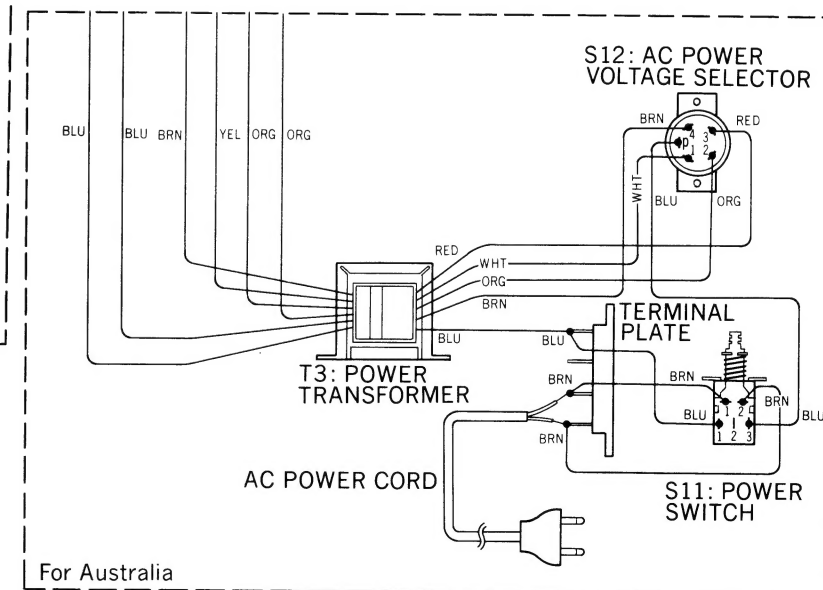 S12: AC POWER
VOLTAGE SELECTOR
BRN
RED
4 3
P
1 2
WHT
BLU
ORG
BLU
BLU
BRN
YEL
ORG
ORG
RED
WHT
ORG
BRN
BLU
T3: POWER
TRANSFORMER
TERMINAL
PLATE
BLU
BRN
BRN
BRN
BRN
BLU
BLU
1 2
1 2 3
S11: POWER
SWITCH
AC POWER CORD
For Australia